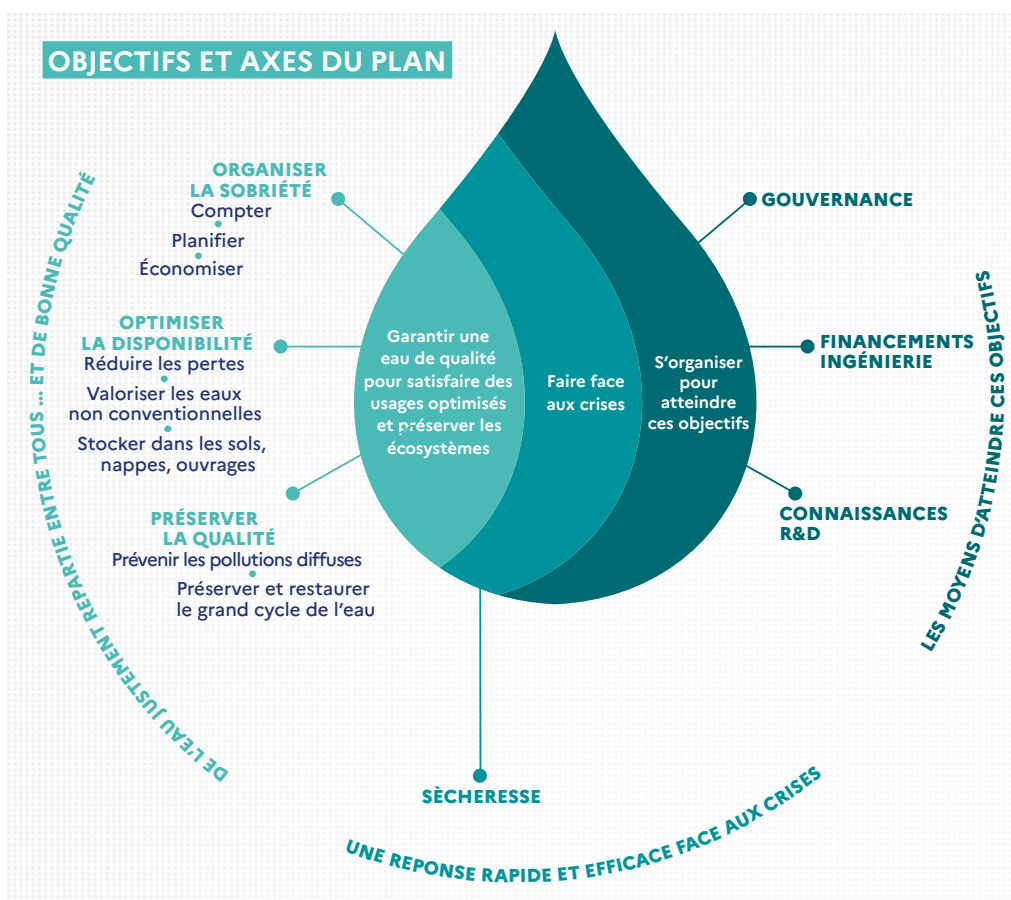 OBJECTIFS ET AXES DU PLAN
ORGANISER
LA SOBRIÉTÉ
Compter
Planifier
Économiser
OPTIMISER
LA DISPONIBILITÉ
Réduire les pertes
Valoriser les eaux
non conventionnelles
Stocker dans les sols,
nappes, ouvrages
PRÉSERVER
LA QUALITÉ
Prévenir les pollutions diffuses
Préserver et restaurer
le grand cycle de l'eau
DE L'EAU JUSTEMENT REPARTIE ENTRE TOUS ... ET DE BONNE QUALITÉ
Garantir une
eau de qualité
pour satisfaire des
usages optimisés
et préserver les
écosystèmes
Faire face
aux crises
S'organiser
pour
atteindre
ces objectifs
GOUVERNANCE
FINANCEMENTS
INGÉNIERIE
CONNAISSANCES
R&D
LES MOYENS D'ATTEINDRE CES OBJECTIFS
SÈCHERESSE
UNE REPONSE RAPIDE ET EFFICACE FACE AUX CRISES